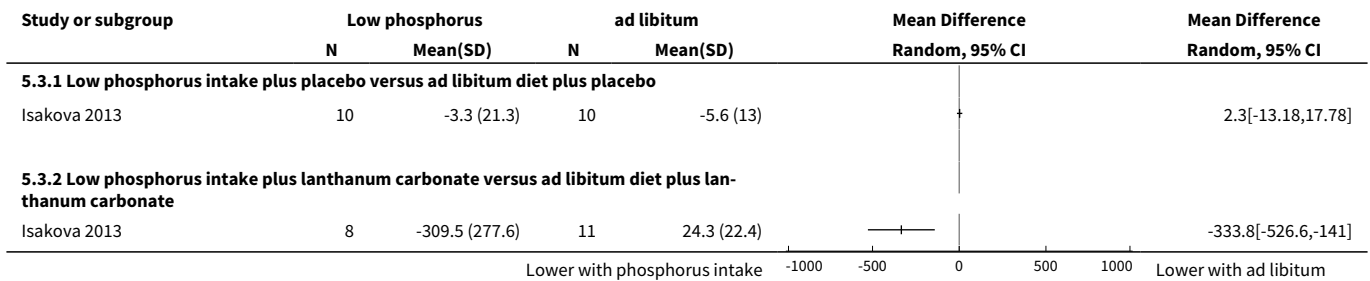 Study or subgroup Low phosphorus ad libitum Mean Difference Mean Difference
N Mean(SD) N Mean(SD) Random, 95% CI Random, 95% CI
5.3.1 Low phosphorus intake plus placebo versus ad libitum diet plus placebo
Isakova 2013 10 -3.3 (21.3) 10 -5.6 (13) 2.3[-13.18,17.78]
5.3.2 Low phosphorus intake plus lanthanum carbonate versus ad libitum diet plus lan-
thanum carbonate
Isakova 2013 8 -309.5 (277.6) 11 24.3 (22.4) -333.8[-526.6,-141]
Lower with phosphorus intake -1000 -500 0 500 1000 Lower with ad libitum